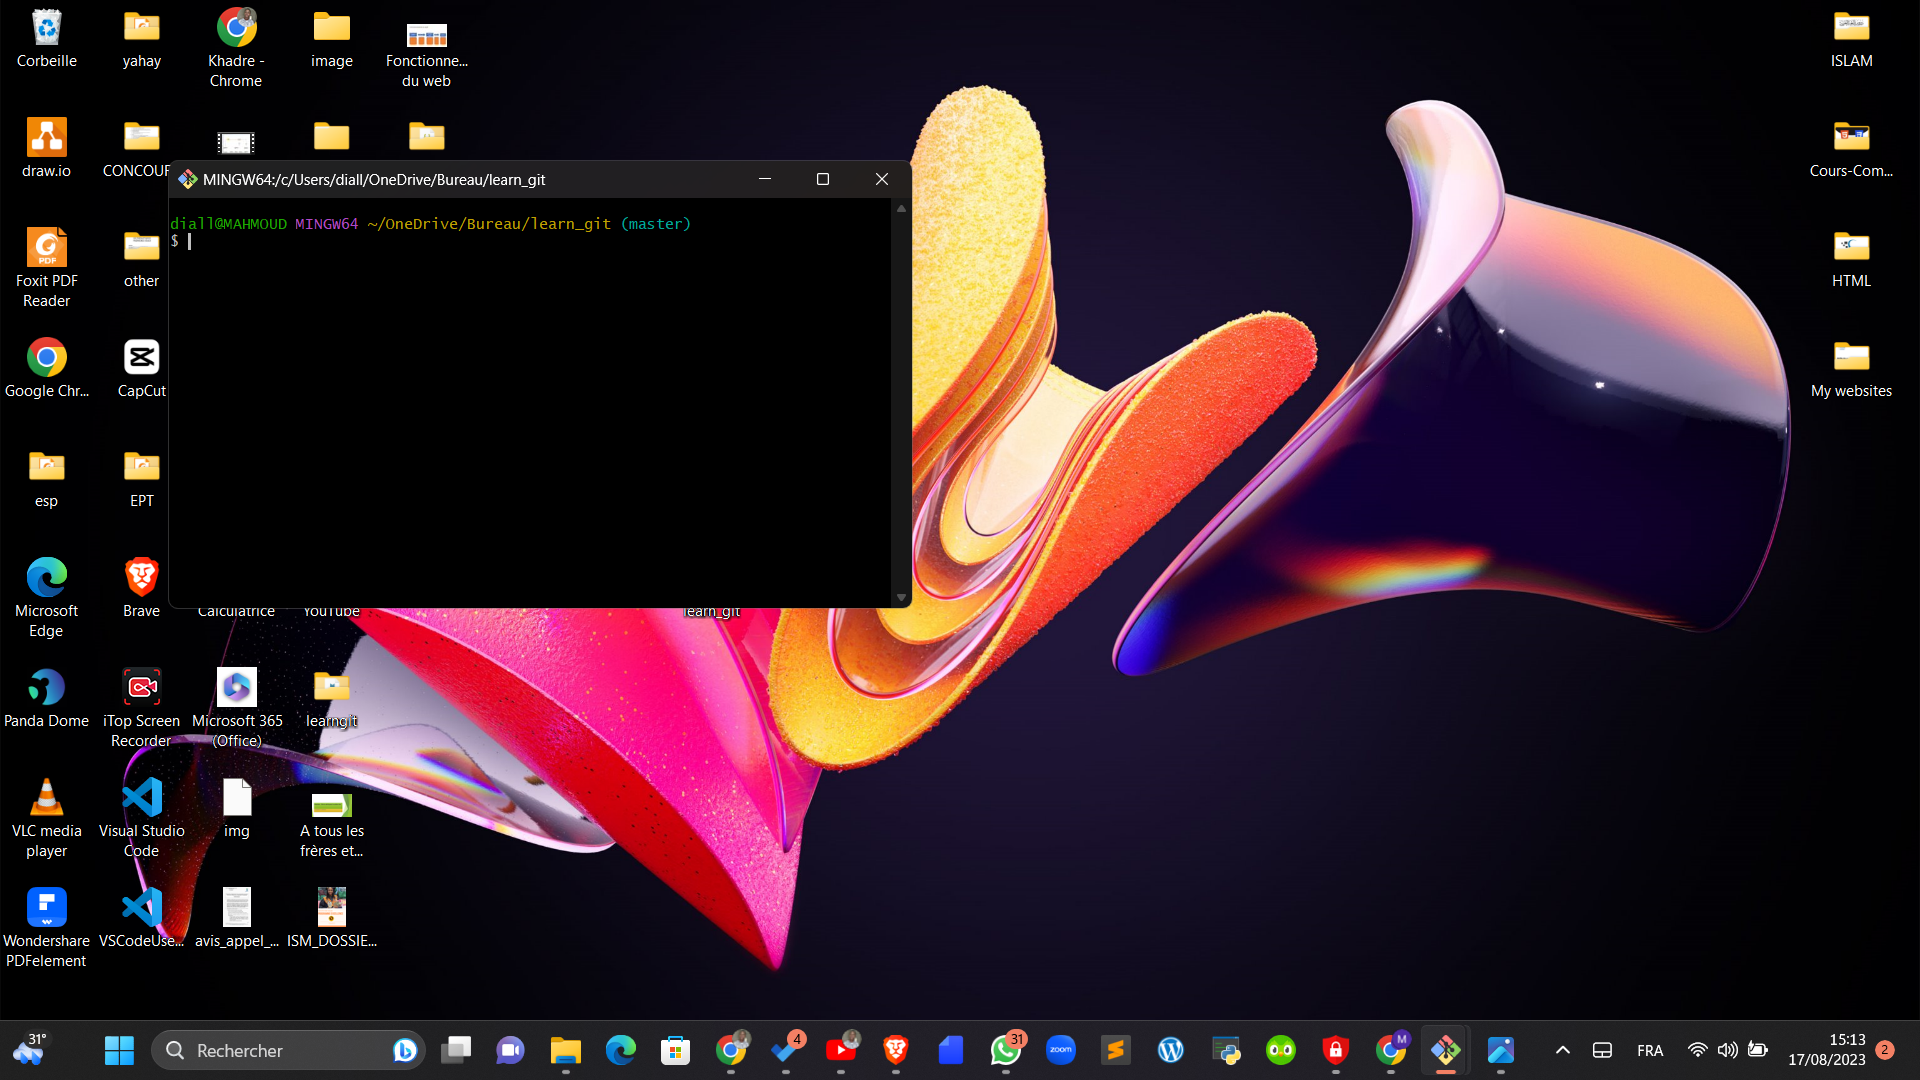 Corbeille
yahay
Khadre -
Chrome
image
Fonctionne...
du web
ISLAM
draw.io
CONCOUR
Cours-Com...
MINGW64:/c/Users/diall/OneDrive/Bureau/learn_git
diall@MAHMOUD MINGW64 ~/OneDrive/Bureau/learn_git (master)
$
Foxit PDF
Reader
other
HTML
Google Chr...
CapCut
My websites
esp
EPT
Microsoft
Edge
Brave
Calculatrice
YouTube
learn_git
Panda Dome
iTop Screen
Recorder
Microsoft 365
(Office)
learngit
VLC media
player
Visual Studio
Code
img
A tous les
frères et...
Wondershare
PDFelement
VSCodeUse...
avis_appel_...
ISM_DOSSIE...
31°
Rechercher
4
31
zoom
M
FRA
15:13
17/08/2023
2